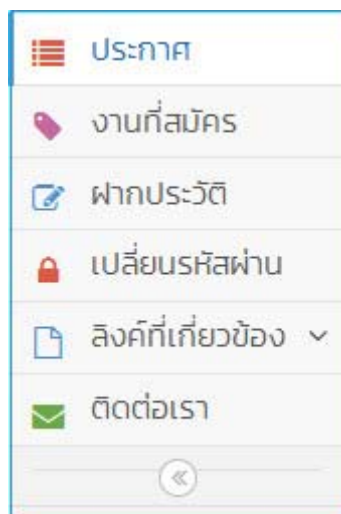 ประกาศ
งานที่สมัคร
ฝากประวัติ
เปลี่ยนรหัสผ่าน
ลิงค์ที่เกี่ยวข้อง
ติดต่อเรา